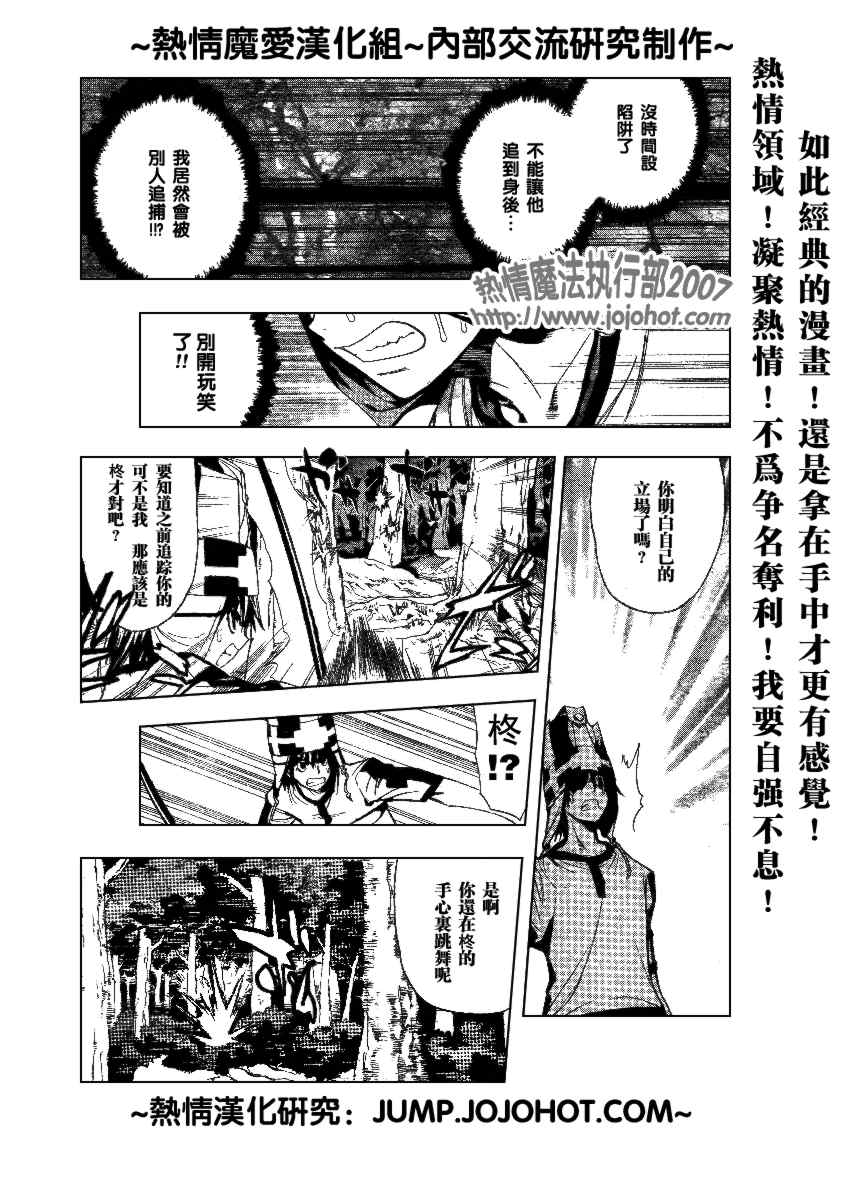 ~熱情魔愛漢化組~內部交流研究制作~
如此經典的漫畫！還是拿在手中才更有感覺！
熱情領域！凝聚熱情！不爲争名奪利！我要自强不息！
沒時間設
陷阱了
不能讓他
追到身後…
我居然會被
別人追捕!!?
熱情魔法执行部2007
http://www.jojohot.com
別開玩笑
了!!
你明白自己的
立場了嗎？
要知道之前追踪你的
可不是我 那應該是
柊才對吧？
柊
!?
是啊
你還在柊的
手心裏跳舞呢
~熱情漢化研究：JUMP.JOJOHOT.COM~